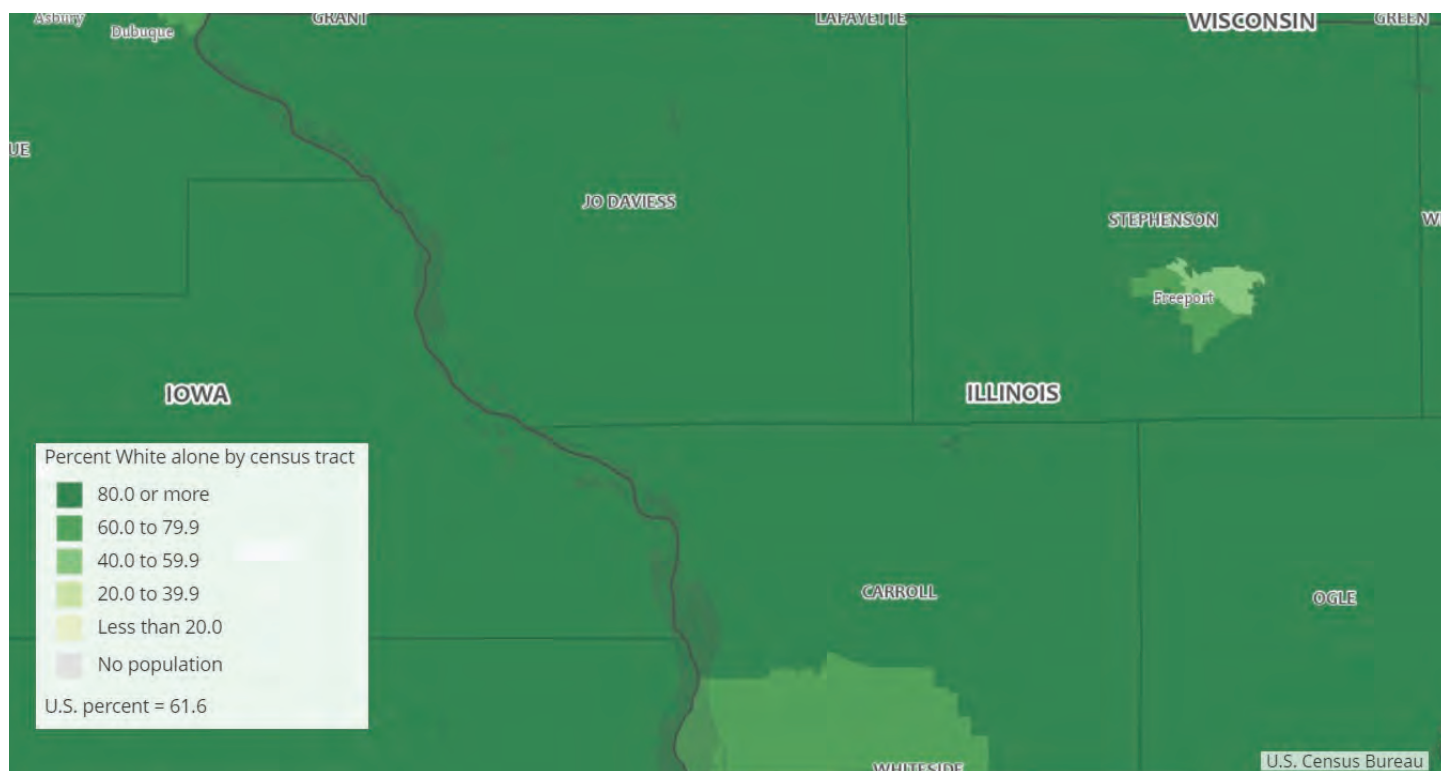 Asbury
GRANT
LAFAYETTE
WISCONSIN
GREEN
Dubuque
UE
JO DAVIESS
STEPHENSON
WI
Freeport
IOWA
ILLINOIS
Percent White alone by census tract
80.0 or more
60.0 to 79.9
40.0 to 59.9
20.0 to 39.9
Less than 20.0
No population
U.S. percent = 61.6
CARROLL
OGLE
WHITESIDE
U.S. Census Bureau